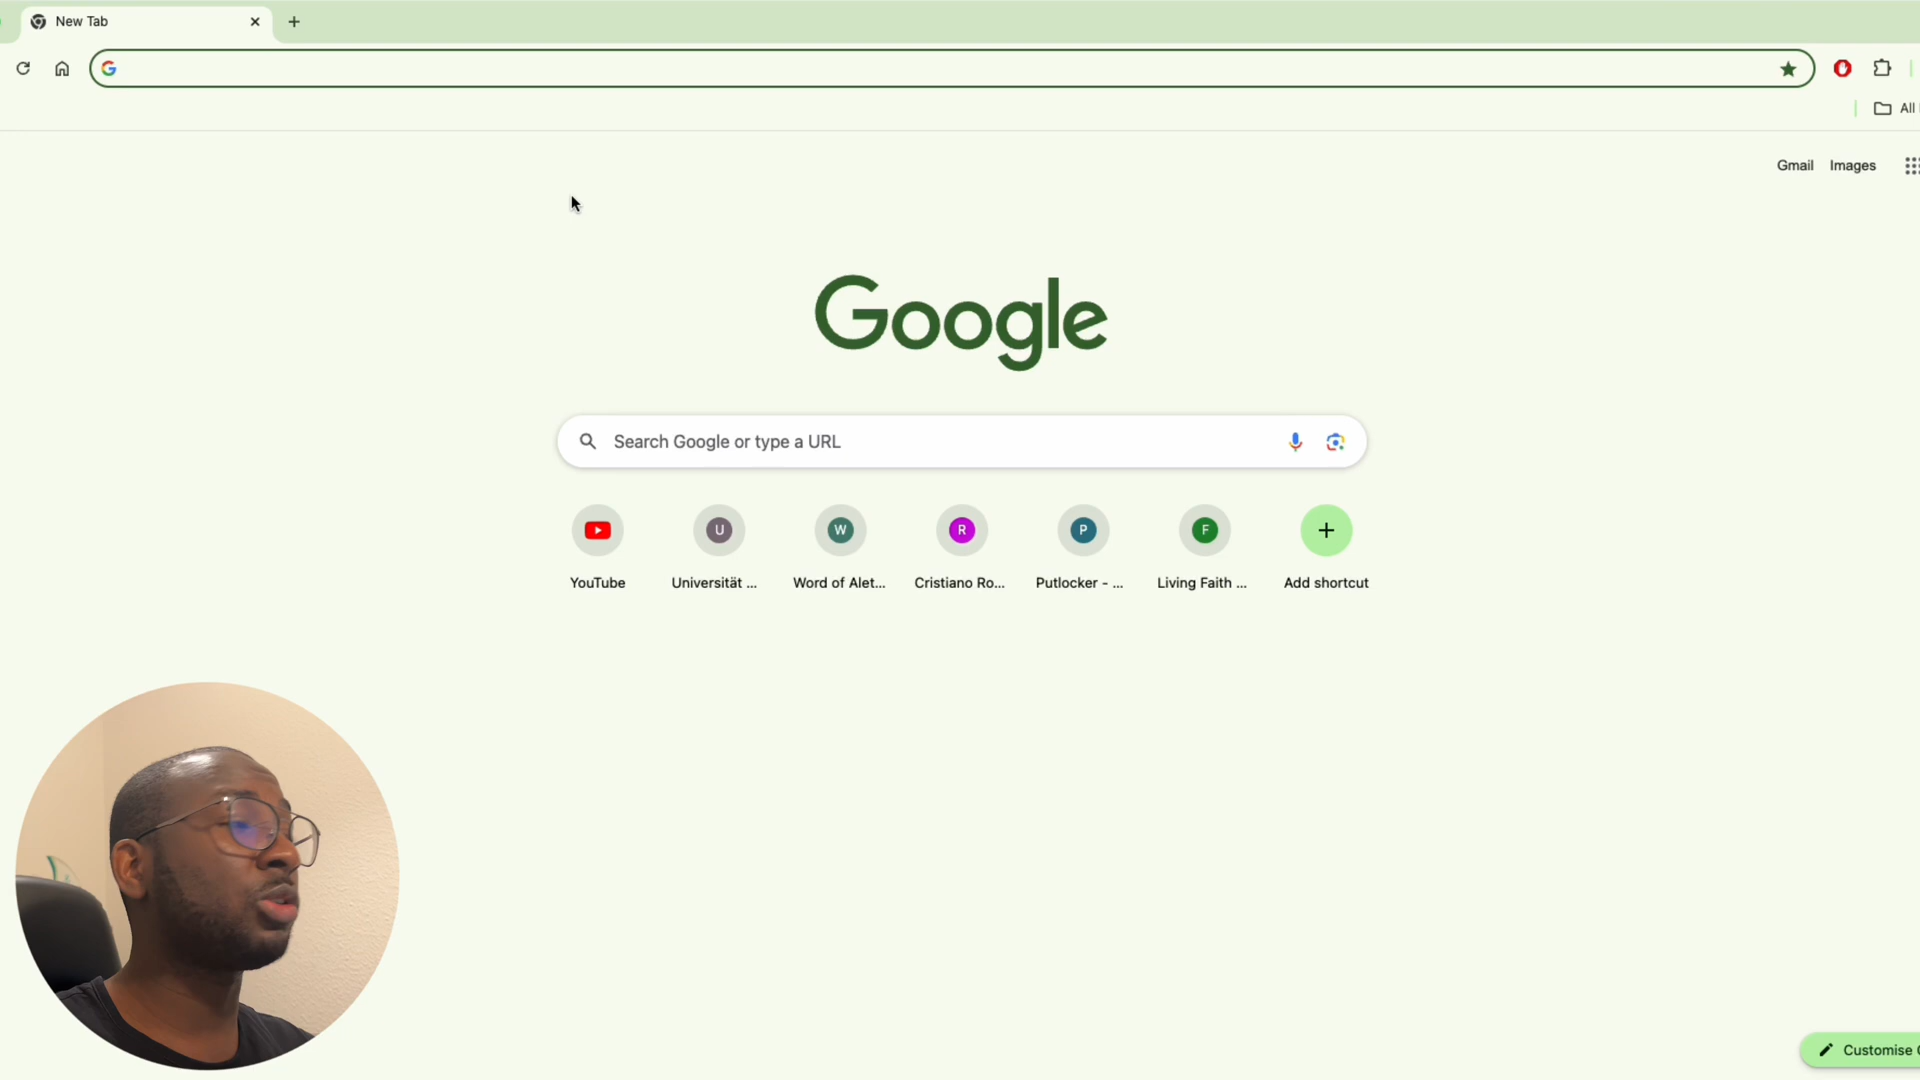 New Tab
All
Gmail Images
Google
Search Google or type a URL
U W R P F
YouTube Universität ... Word of Alet... Cristiano Ro... Putlocker - ... Living Faith ... Add shortcut
Customise